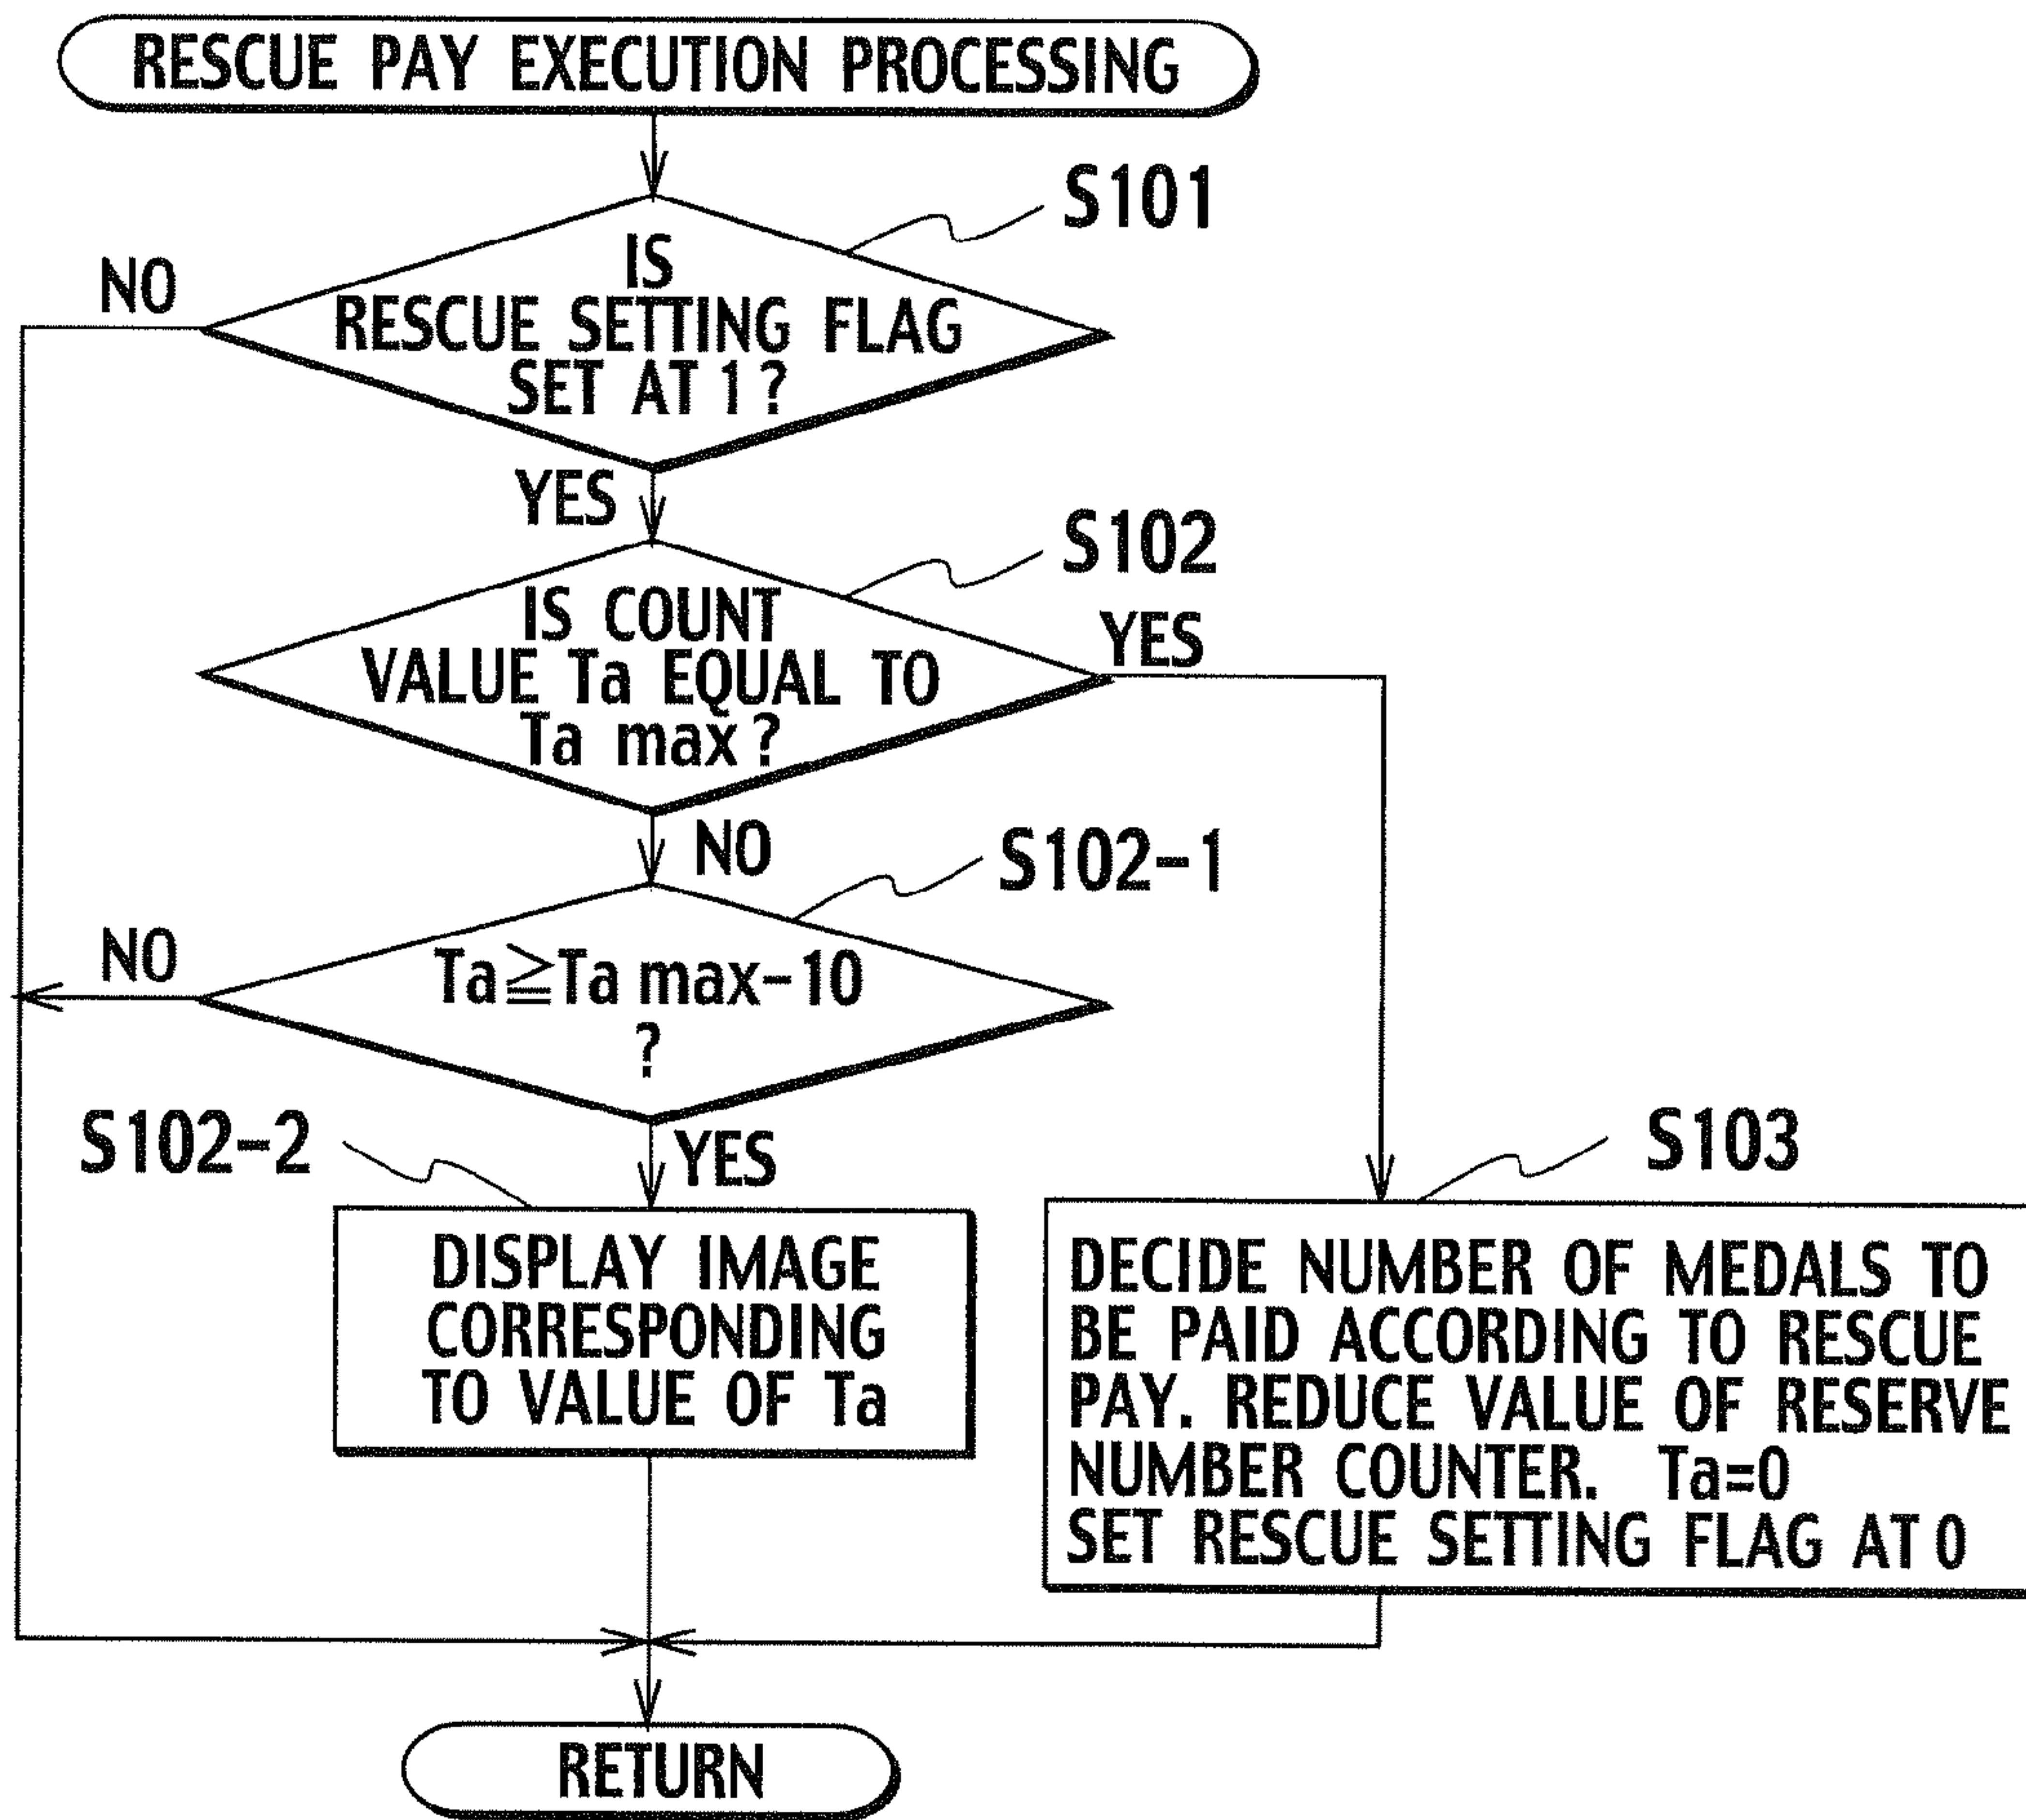 RESCUE PAY EXECUTION PROCESSING
S101
NO
IS
RESCUE SETTING FLAG
SET AT 1?
YES
S102
IS COUNT
VALUE Ta EQUAL TO
Ta max?
YES
NO
S102-1
NO
Ta≧Ta max-10
?
S102-2
YES
S103
DISPLAY IMAGE
CORRESPONDING
TO VALUE OF Ta
DECIDE NUMBER OF MEDALS TO
BE PAID ACCORDING TO RESCUE
PAY. REDUCE VALUE OF RESERVE
NUMBER COUNTER. Ta=0
SET RESCUE SETTING FLAG AT 0
RETURN